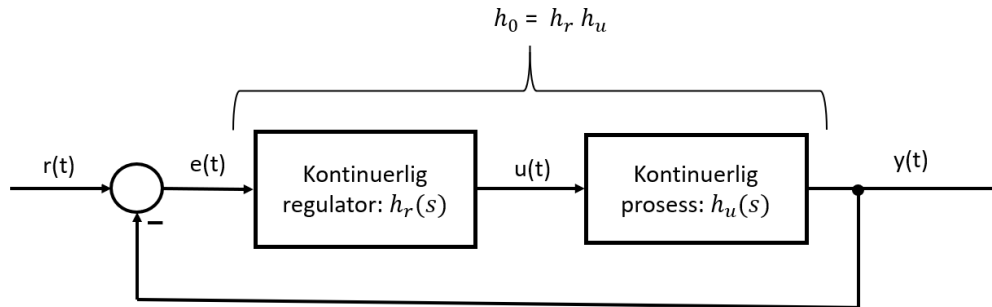 h₀ = hᵣ hᵤ
r(t)
e(t)
Kontinuerlig
regulator: hᵣ(s)
u(t)
Kontinuerlig
prosess: hᵤ(s)
y(t)
−